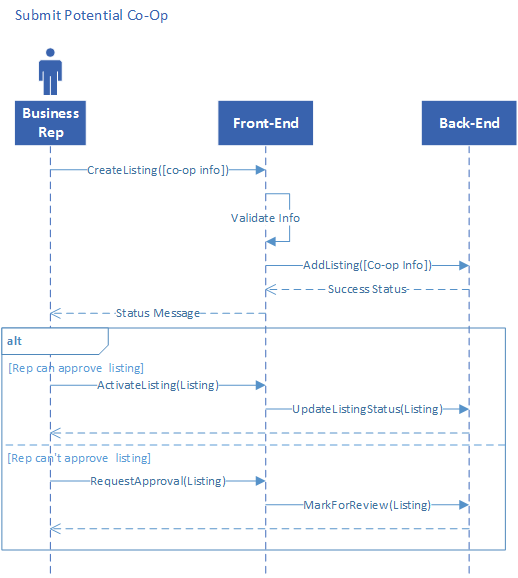 Submit Potential Co-Op
Business
Rep
Front-End
Back-End
CreateListing([co-op info])
Validate Info
AddListing([Co-op Info])
Success Status
Status Message
alt
[Rep can approve listing]
ActivateListing(Listing)
UpdateListingStatus(Listing)
[Rep can't approve listing]
RequestApproval(Listing)
MarkForReview(Listing)